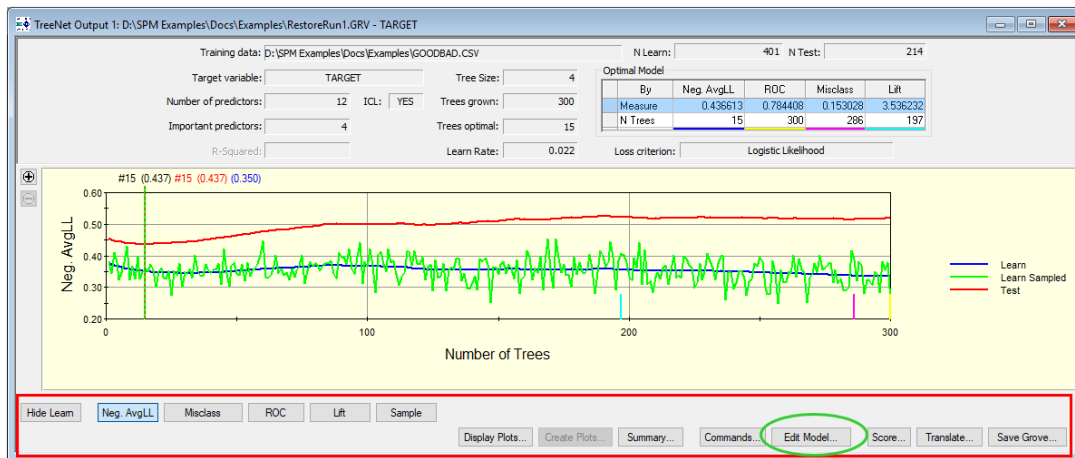 TreeNet Output 1: D:\SPM Examples\Docs\Examples\RestoreRun1.GRV - TARGET
Training data: D:\SPM Examples\Docs\Examples\GOODBAD.CSV N Learn: 401 N Test: 214
Target variable: TARGET Tree Size: 4
Number of predictors: 12 ICL: YES Trees grown: 300
Important predictors: 4 Trees optimal: 15
R-Squared: Learn Rate: 0.022 Loss criterion: Logistic Likelihood
Optimal Model
By Neg. AvgLL ROC Misclass Lift
Measure 0.436613 0.784408 0.153028 3.536232
N Trees 15 300 286 197
#15 (0.437) #15 (0.437) (0.350)
Neg. AvgLL
0.60
0.50
0.40
0.30
0.20
0 100 200 300
Number of Trees
Learn
Learn Sampled
Test
Hide Learn Neg. AvgLL Misclass ROC Lift Sample
Display Plots... Create Plots... Summary... Commands... Edit Model... Score... Translate... Save Grove...